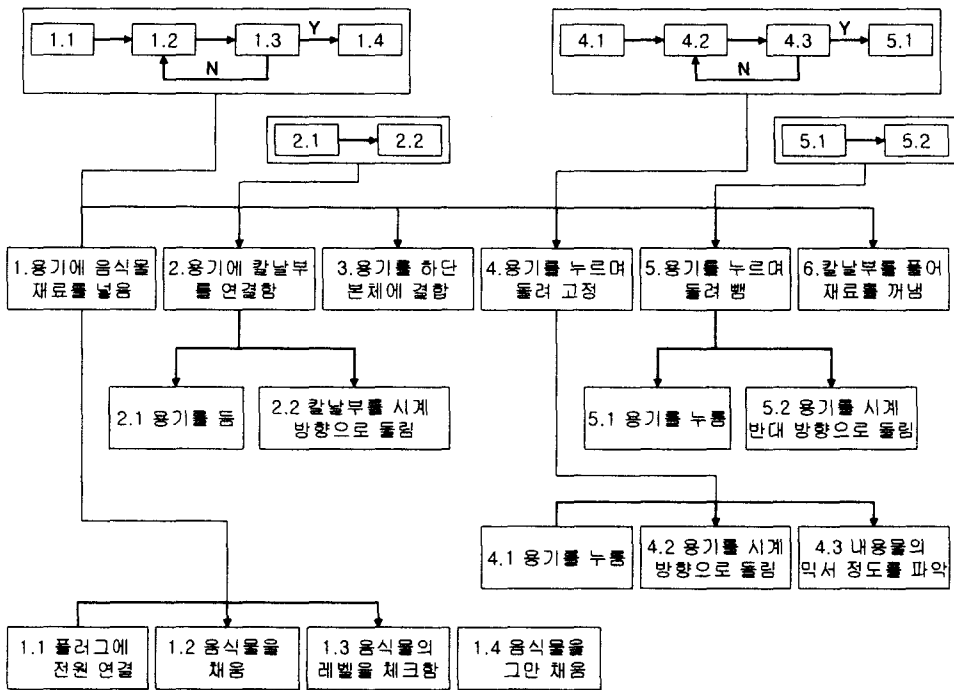 1.1 1.2 1.3 Y 1.4
N
4.1 4.2 4.3 Y 5.1
N
2.1 2.2
5.1 5.2
1.용기에 음식물
재료를 넣음
2.용기에 칼날부
를 연결함
3.용기를 하단
본체에 결합
4.용기를 누르며
돌려 고정
5.용기를 누르며
돌려 뺌
6.칼날부를 풀어
재료를 꺼냄
2.1 용기를 둠
2.2 칼날부를 시계
방향으로 돌림
5.1 용기를 누름
5.2 용기를 시계
반대 방향으로 돌림
4.1 용기를 누름
4.2 용기를 시계
방향으로 돌림
4.3 내용물의
믹서 정도를 파악
1.1 플러그에
전원 연결
1.2 음식물을
채움
1.3 음식물의
레벨을 체크함
1.4 음식물을
그만 채움